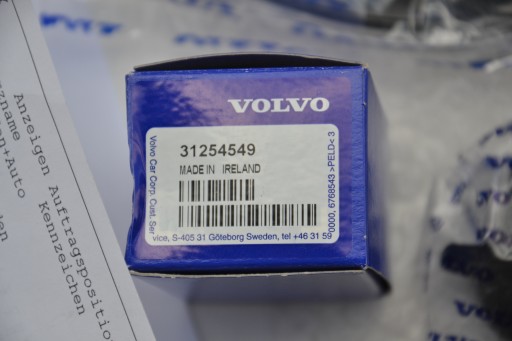 VOLVO
31254549
MADE IN IRELAND
Volvo Car Corp. Cust. Ser
vice, S-405 31 Göteborg Sweden, tel +46 31 59
0000, 6768543 >PELD< 3
Anzeigen Auftragspositio
Kennzeichen